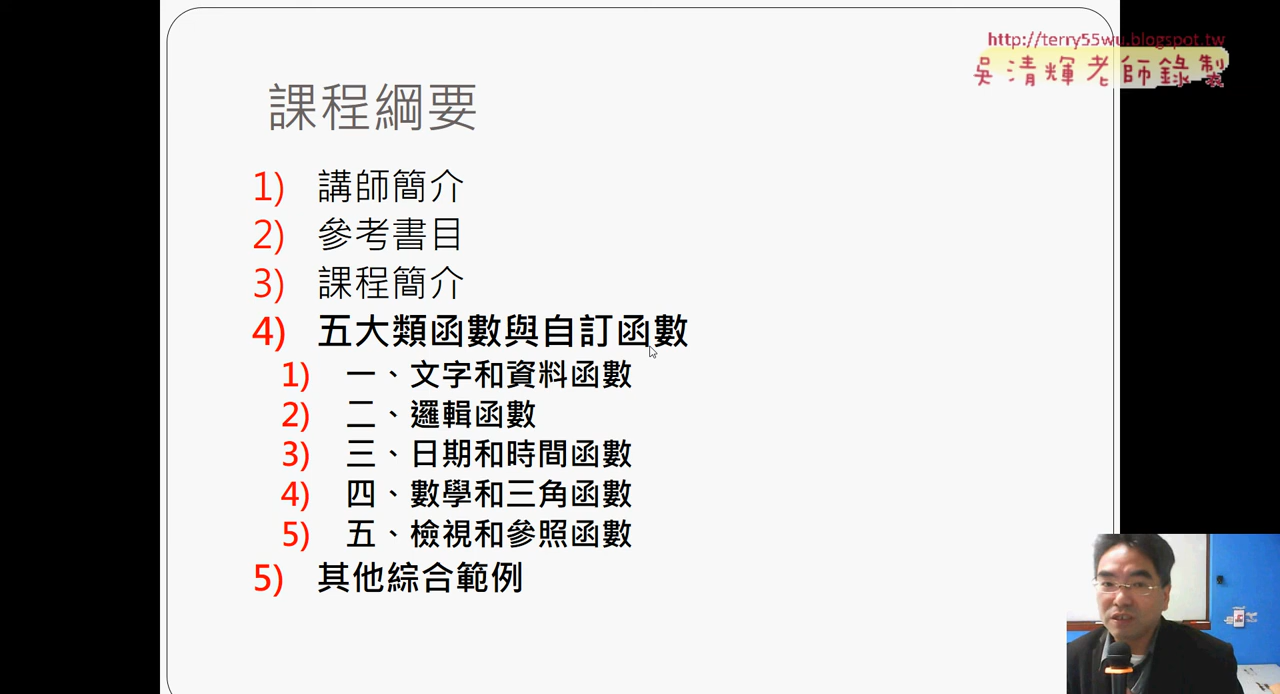 http://terry55wu.blogspot.tw
吳清輝老師錄製
課程綱要
1) 講師簡介
2) 參考書目
3) 課程簡介
4) 五大類函數與自訂函數
1) 一、文字和資料函數
2) 二、邏輯函數
3) 三、日期和時間函數
4) 四、數學和三角函數
5) 五、檢視和參照函數
5) 其他綜合範例